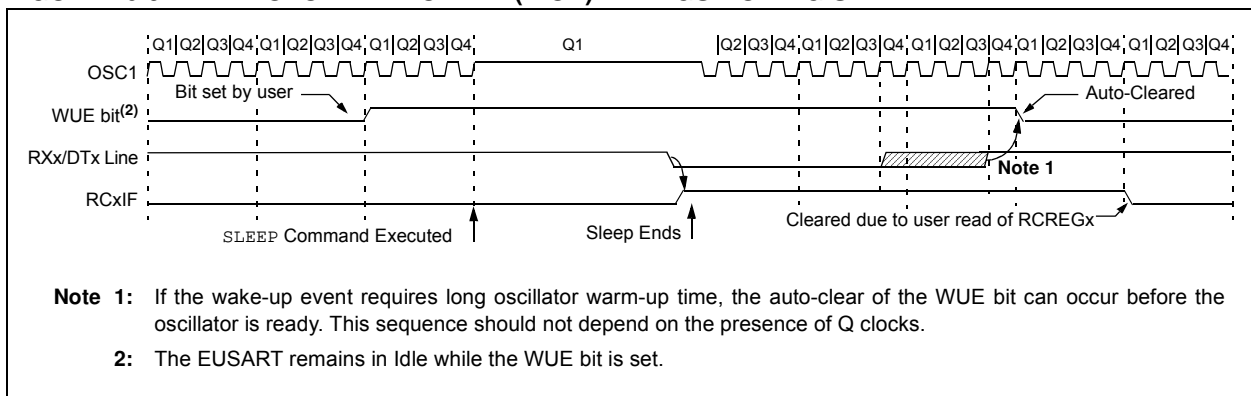 Q1 Q2 Q3 Q4 Q1 Q2 Q3 Q4 Q1 Q2 Q3 Q4 Q1 Q2 Q3 Q4 Q1 Q2 Q3 Q4 Q1 Q2 Q3 Q4 Q1 Q2 Q3 Q4
OSC1
Bit set by user
Auto-Cleared
WUE bit(2)
RXx/DTx Line
Note 1
RCxIF
Cleared due to user read of RCREGx
SLEEP Command Executed
Sleep Ends
Note 1: If the wake-up event requires long oscillator warm-up time, the auto-clear of the WUE bit can occur before the
oscillator is ready. This sequence should not depend on the presence of Q clocks.
2: The EUSART remains in Idle while the WUE bit is set.